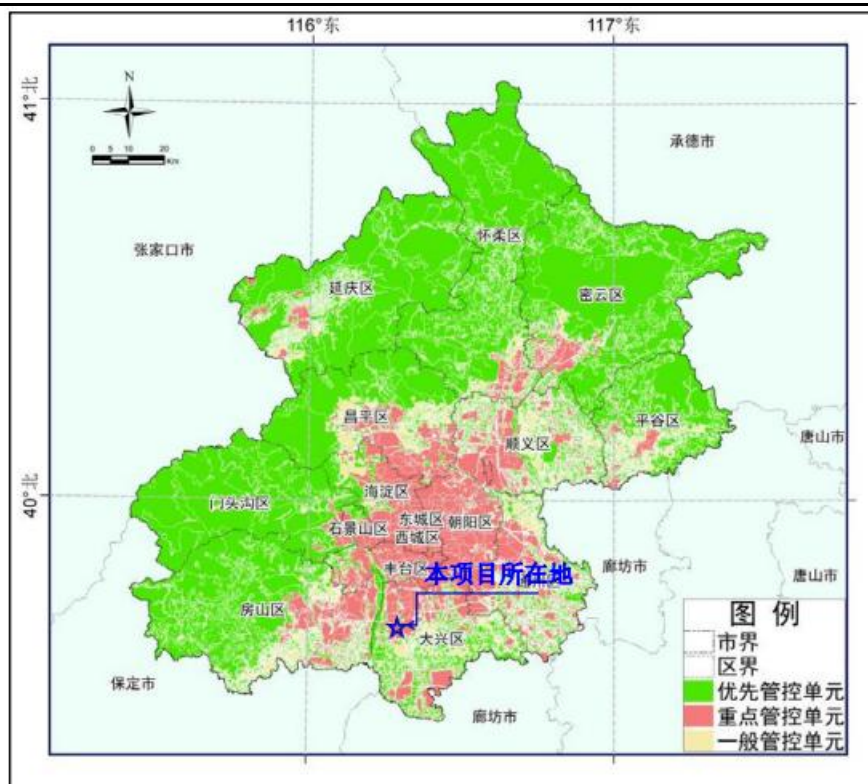 116°东
117°东
41°北
N
0 5 10 20
Km
承德市
张家口市
怀柔区
延庆区
密云区
昌平区
平谷区
顺义区
唐山市
40°北
海淀区
门头沟区
东城区
朝阳区
石景山区
西城区
丰台区
本项目所在地
廊坊市
唐山市
房山区
大兴区
保定市
廊坊市
图 例
市界
区界
优先管控单元
重点管控单元
一般管控单元